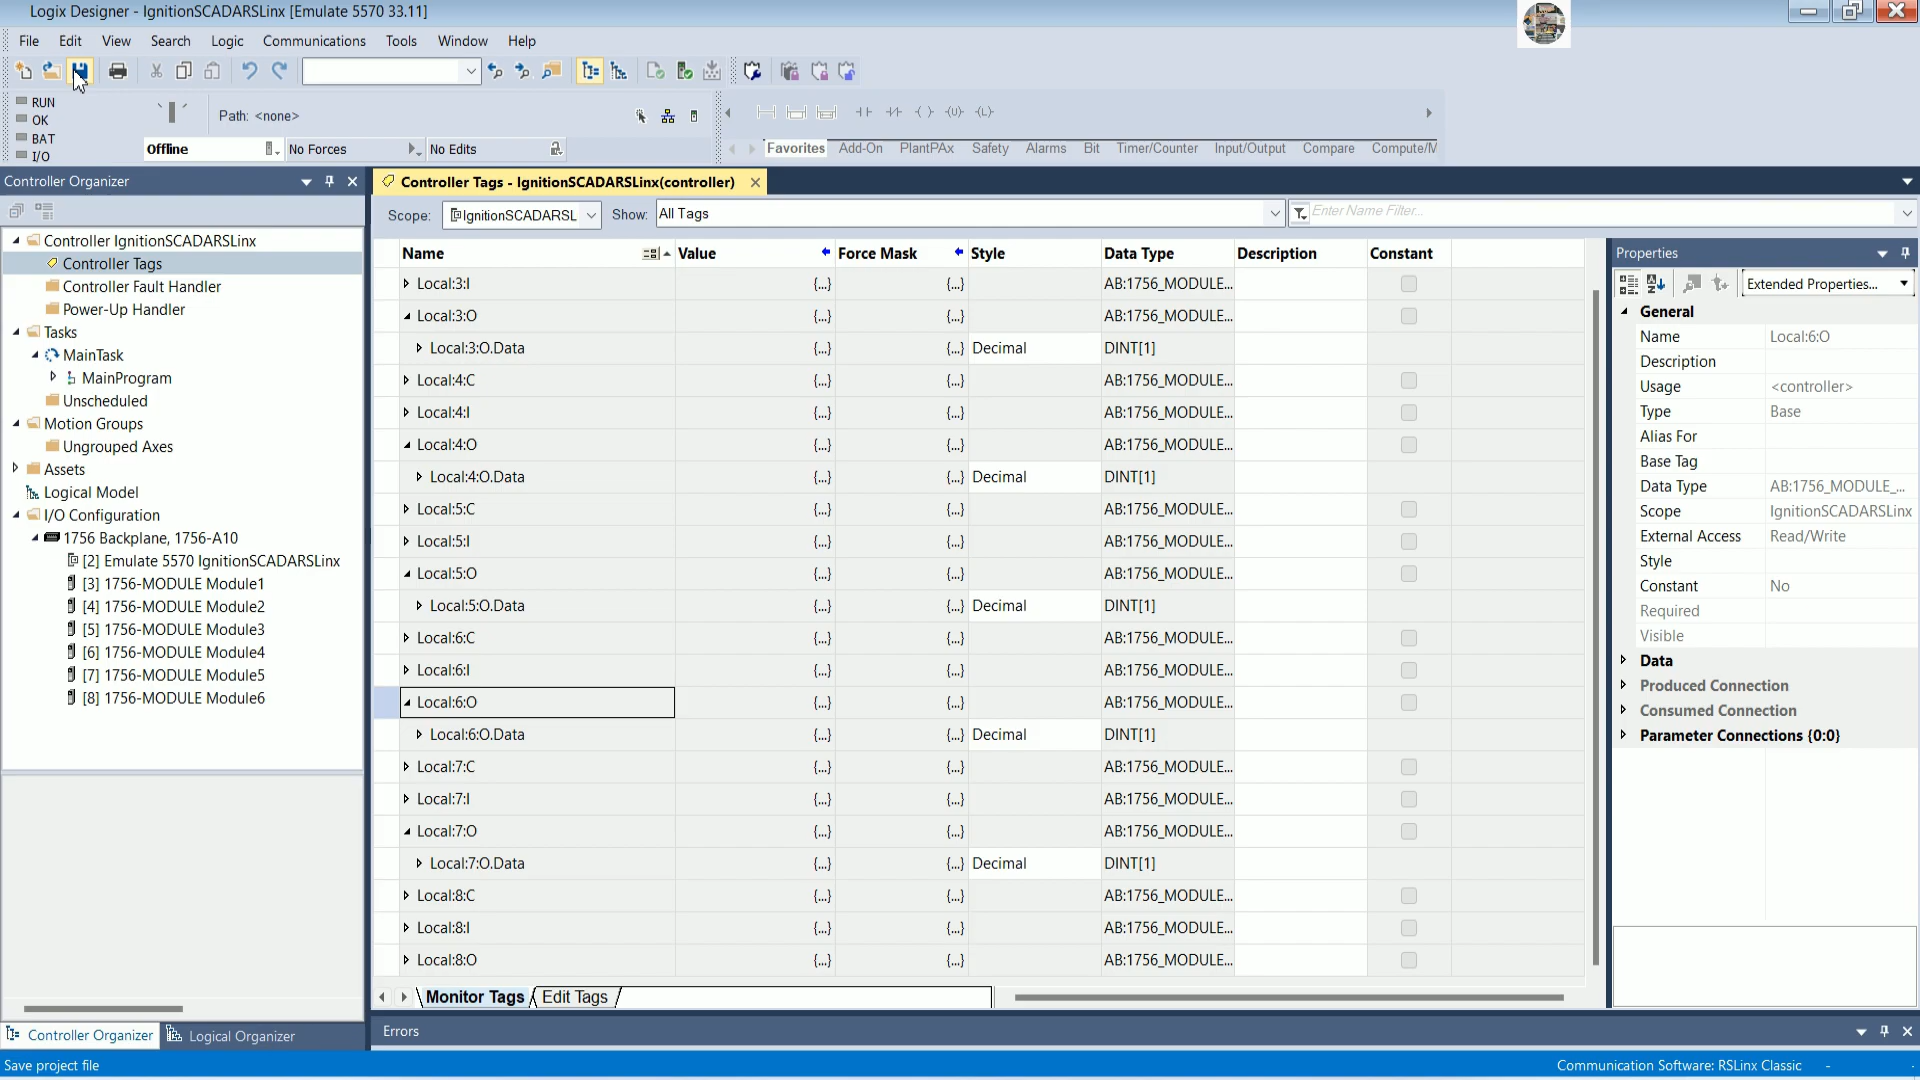 Logix Designer - IgnitionSCADARSLinx [Emulate 5570 33.11]
File Edit View Search Logic Communications Tools Window Help
RUN
OK
BAT
I/O
Path: <none>
Offline No Forces No Edits
Favorites Add-On PlantPAx Safety Alarms Bit Timer/Counter Input/Output Compare Compute/M
Controller Organizer
Controller Tags - IgnitionSCADARSLinx(controller)
Scope: IgnitionSCADARSL Show: All Tags Enter Name Filter...
Controller IgnitionSCADARSLinx
Controller Tags
Controller Fault Handler
Power-Up Handler
Tasks
MainTask
MainProgram
Unscheduled
Motion Groups
Ungrouped Axes
Assets
Logical Model
I/O Configuration
1756 Backplane, 1756-A10
[2] Emulate 5570 IgnitionSCADARSLinx
[3] 1756-MODULE Module1
[4] 1756-MODULE Module2
[5] 1756-MODULE Module3
[6] 1756-MODULE Module4
[7] 1756-MODULE Module5
[8] 1756-MODULE Module6
Controller Organizer Logical Organizer
Name Value Force Mask Style Data Type Description Constant
Local:3:I {...} {...} AB:1756_MODULE...
Local:3:O {...} {...} AB:1756_MODULE...
Local:3:O.Data {...} {...} Decimal DINT[1]
Local:4:C {...} {...} AB:1756_MODULE...
Local:4:I {...} {...} AB:1756_MODULE...
Local:4:O {...} {...} AB:1756_MODULE...
Local:4:O.Data {...} {...} Decimal DINT[1]
Local:5:C {...} {...} AB:1756_MODULE...
Local:5:I {...} {...} AB:1756_MODULE...
Local:5:O {...} {...} AB:1756_MODULE...
Local:5:O.Data {...} {...} Decimal DINT[1]
Local:6:C {...} {...} AB:1756_MODULE...
Local:6:I {...} {...} AB:1756_MODULE...
Local:6:O {...} {...} AB:1756_MODULE...
Local:6:O.Data {...} {...} Decimal DINT[1]
Local:7:C {...} {...} AB:1756_MODULE...
Local:7:I {...} {...} AB:1756_MODULE...
Local:7:O {...} {...} AB:1756_MODULE...
Local:7:O.Data {...} {...} Decimal DINT[1]
Local:8:C {...} {...} AB:1756_MODULE...
Local:8:I {...} {...} AB:1756_MODULE...
Local:8:O {...} {...} AB:1756_MODULE...
Monitor Tags Edit Tags
Properties
Extended Properties...
General
Name Local:6:O
Description
Usage <controller>
Type Base
Alias For
Base Tag
Data Type AB:1756_MODULE_...
Scope IgnitionSCADARSLinx
External Access Read/Write
Style
Constant No
Required
Visible
Data
Produced Connection
Consumed Connection
Parameter Connections {0:0}
Errors
Save project file
Communication Software: RSLinx Classic